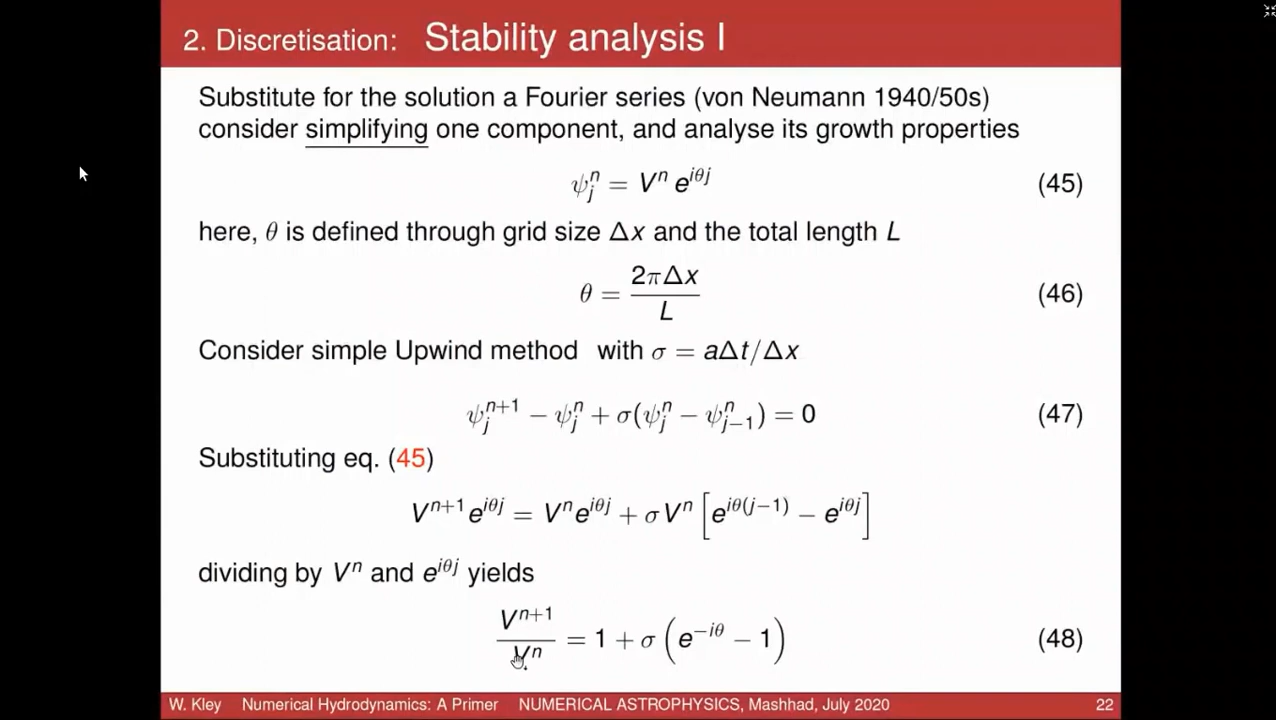 2. Discretisation: Stability analysis I
Substitute for the solution a Fourier series (von Neumann 1940/50s)
consider simplifying one component, and analyse its growth properties
ψ_j^n = V^n e^{iθj} (45)
here, θ is defined through grid size Δx and the total length L
θ = \frac{2πΔx}{L} (46)
Consider simple Upwind method with σ = aΔt/Δx
ψ_j^{n+1} − ψ_j^n + σ(ψ_j^n − ψ_{j−1}^n) = 0 (47)
Substituting eq. (45)
V^{n+1} e^{iθj} = V^n e^{iθj} + σ V^n [e^{iθ(j−1)} − e^{iθj}]
dividing by V^n and e^{iθj} yields
\frac{V^{n+1}}{V^n} = 1 + σ (e^{−iθ} − 1) (48)
W. Kley Numerical Hydrodynamics: A Primer NUMERICAL ASTROPHYSICS, Mashhad, July 2020 22